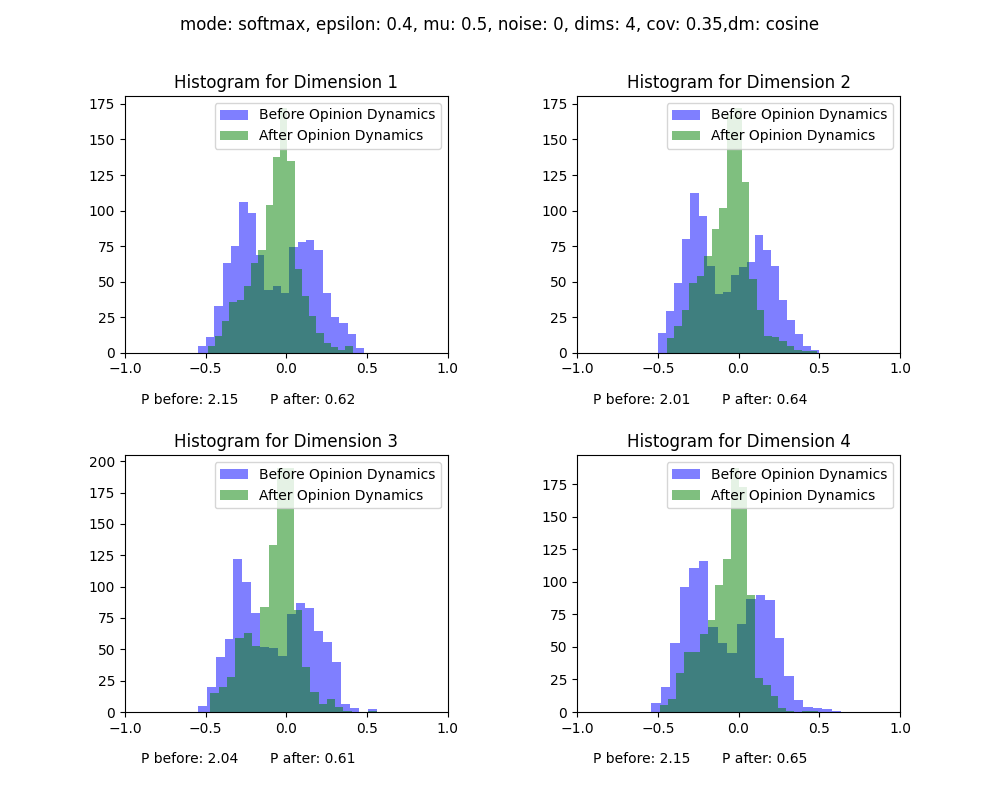 mode: softmax, epsilon: 0.4, mu: 0.5, noise: 0, dims: 4, cov: 0.35,dm: cosine
Histogram for Dimension 1
Before Opinion Dynamics
After Opinion Dynamics
175
150
125
100
75
50
25
0
−1.0 −0.5 0.0 0.5 1.0
P before: 2.15 P after: 0.62
Histogram for Dimension 2
Before Opinion Dynamics
After Opinion Dynamics
175
150
125
100
75
50
25
0
−1.0 −0.5 0.0 0.5 1.0
P before: 2.01 P after: 0.64
Histogram for Dimension 3
Before Opinion Dynamics
After Opinion Dynamics
200
175
150
125
100
75
50
25
0
−1.0 −0.5 0.0 0.5 1.0
P before: 2.04 P after: 0.61
Histogram for Dimension 4
Before Opinion Dynamics
After Opinion Dynamics
175
150
125
100
75
50
25
0
−1.0 −0.5 0.0 0.5 1.0
P before: 2.15 P after: 0.65